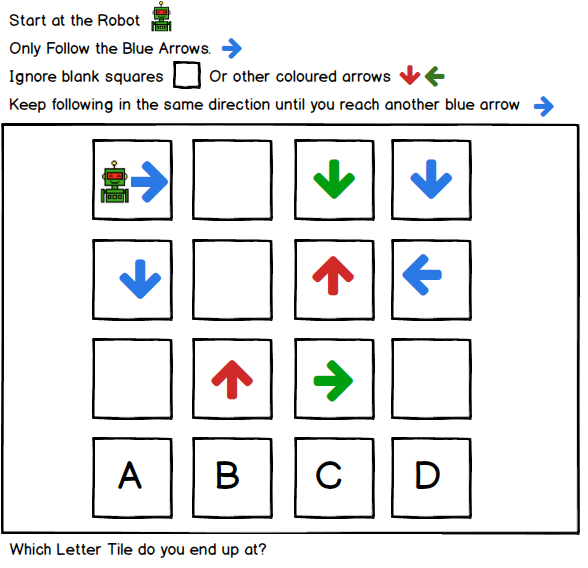 Start at the Robot
Only Follow the Blue Arrows.
Ignore blank squares Or other coloured arrows
Keep following in the same direction until you reach another blue arrow
A B C D
Which Letter Tile do you end up at?